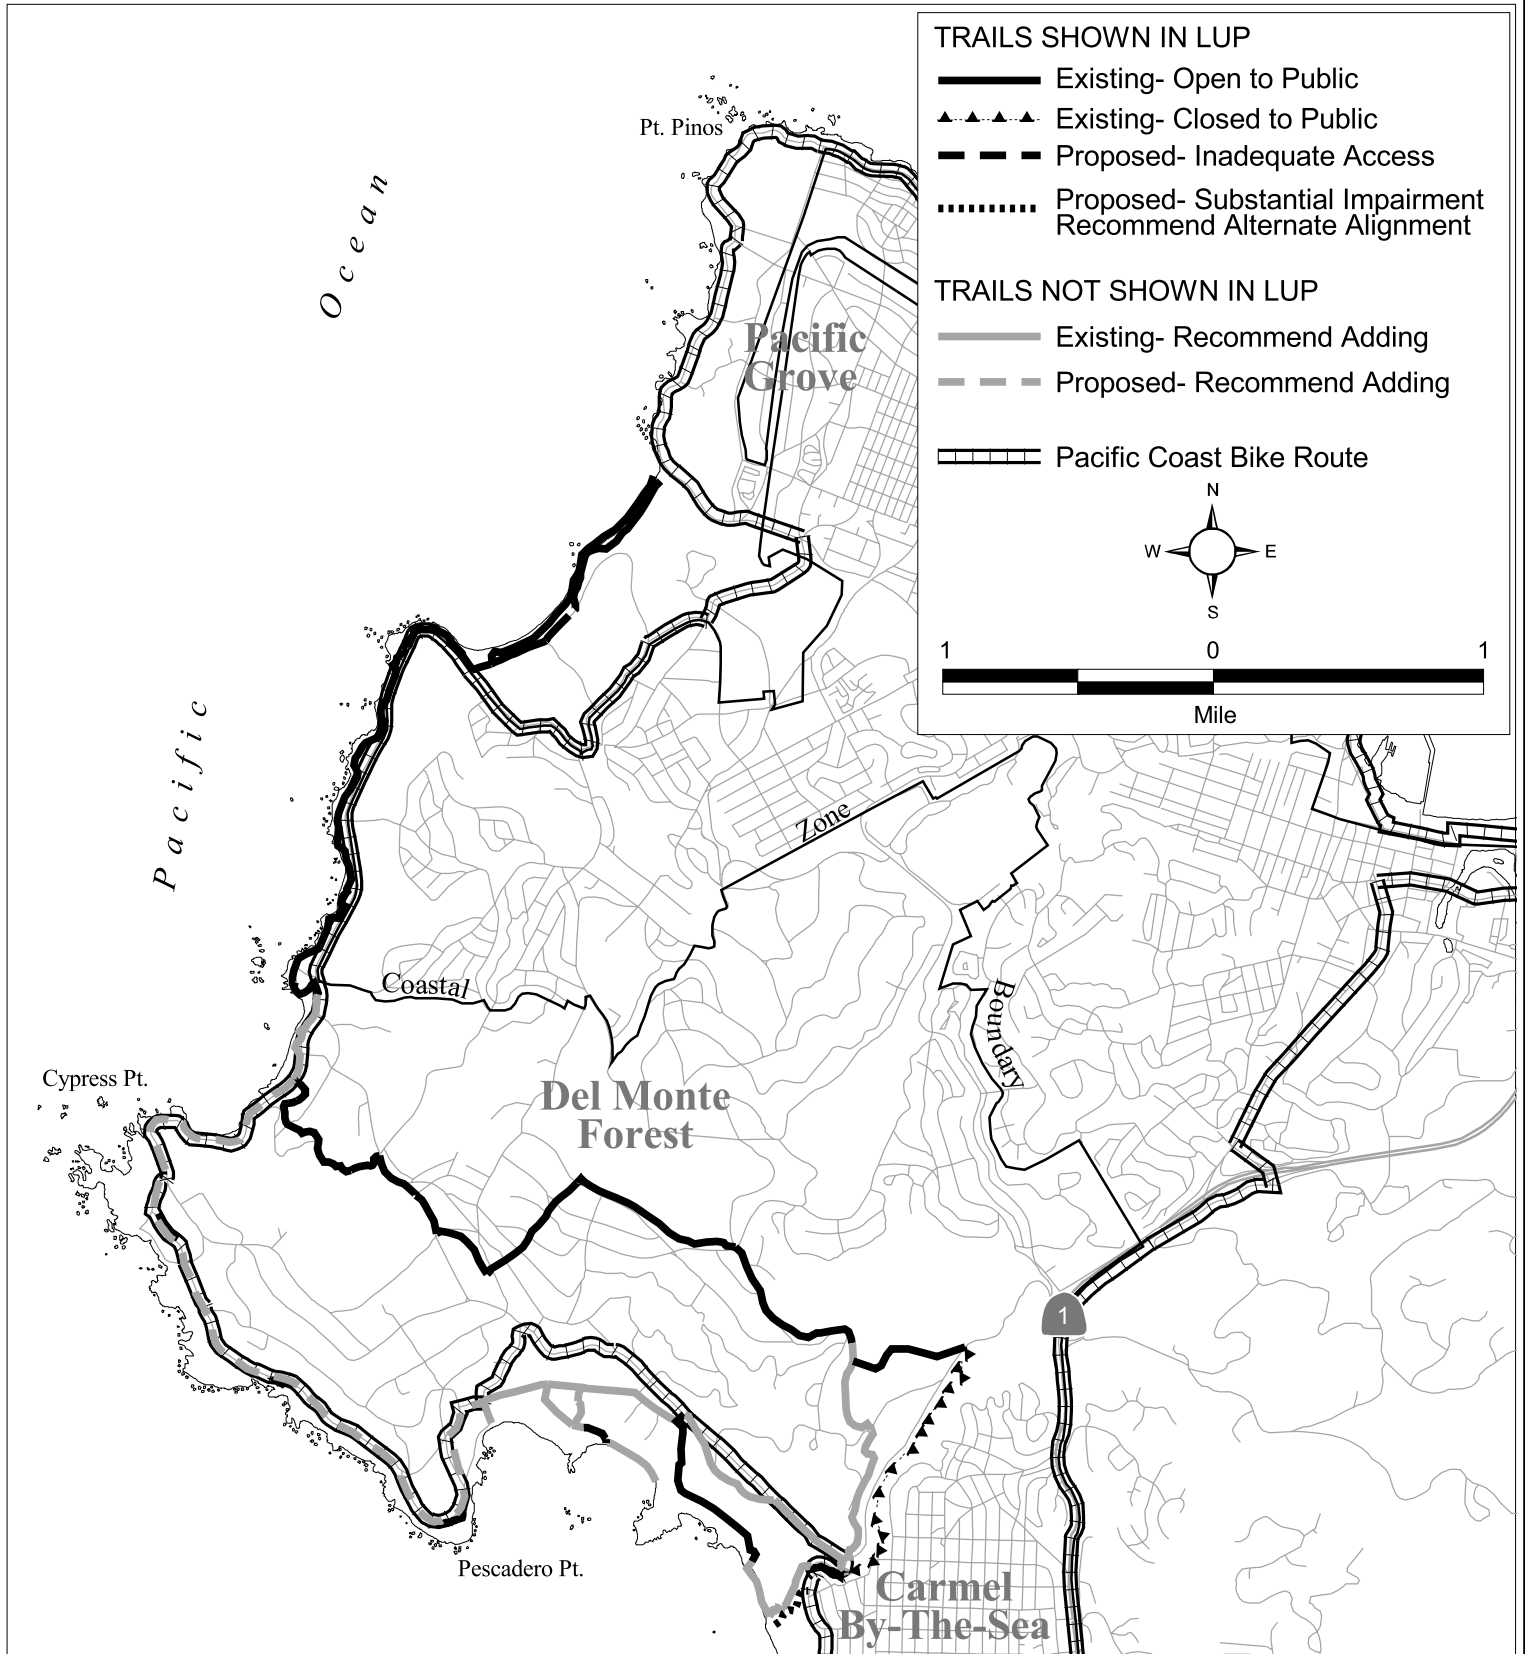 TRAILS SHOWN IN LUP
Existing- Open to Public
Existing- Closed to Public
Proposed- Inadequate Access
Proposed- Substantial Impairment
Recommend Alternate Alignment
TRAILS NOT SHOWN IN LUP
Existing- Recommend Adding
Proposed- Recommend Adding
Pacific Coast Bike Route
N
W
E
S
1
0
1
Mile
Pt. Pinos
Ocean
Pacific
Pacific
Grove
Zone
Coastal
Boundary
Cypress Pt.
Del Monte
Forest
1
Pescadero Pt.
Carmel
By-The-Sea